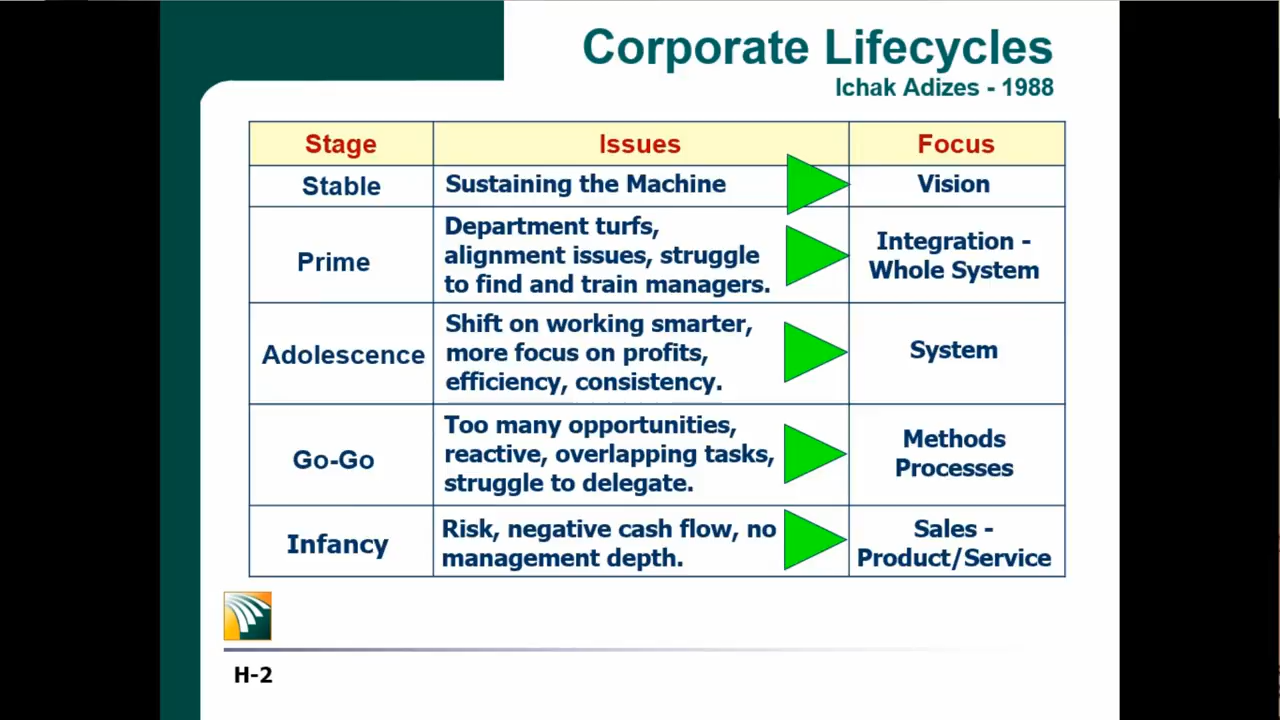 Corporate Lifecycles
Ichak Adizes - 1988
Stage Issues Focus
Stable Sustaining the Machine Vision
Prime
Department turfs,
alignment issues, struggle
to find and train managers.
Integration -
Whole System
Adolescence
Shift on working smarter,
more focus on profits,
efficiency, consistency.
System
Go-Go
Too many opportunities,
reactive, overlapping tasks,
struggle to delegate.
Methods
Processes
Infancy
Risk, negative cash flow, no
management depth.
Sales -
Product/Service
H-2